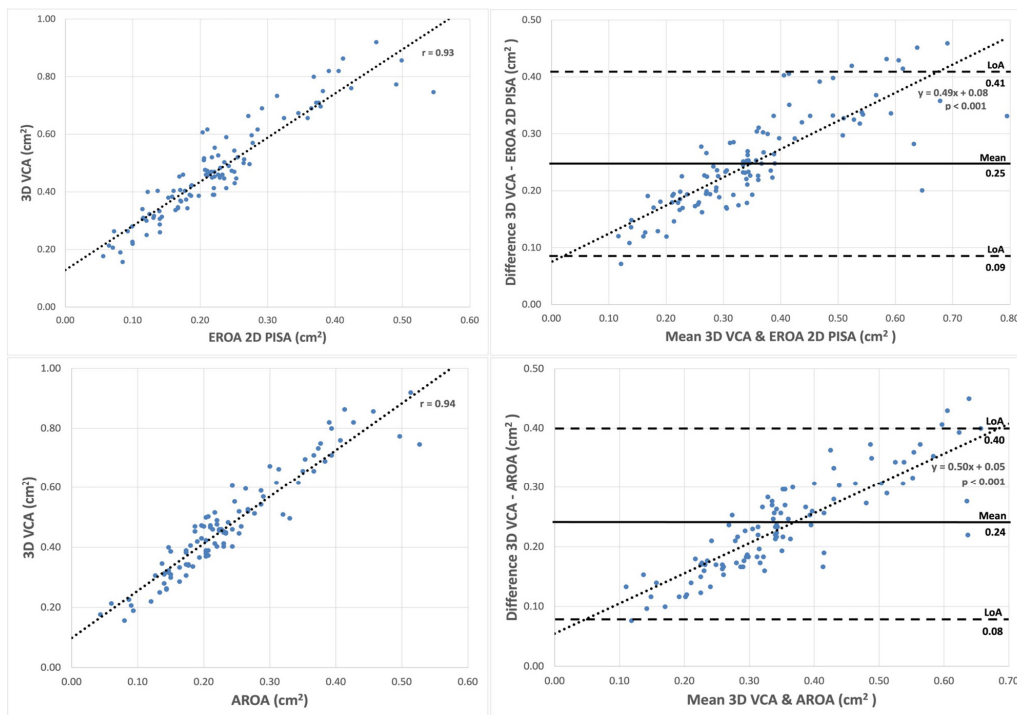 1.00
0.80
0.60
0.40
0.20
0.00
3D VCA (cm²)
r = 0.93
0.00 0.10 0.20 0.30 0.40 0.50 0.60
EROA 2D PISA (cm²)
0.50
0.40
0.30
0.20
0.10
0.00
Difference 3D VCA - EROA 2D PISA (cm²)
LoA
0.41
y = 0.49x + 0.08
p < 0.001
Mean
0.25
LoA
0.09
0.00 0.10 0.20 0.30 0.40 0.50 0.60 0.70 0.80
Mean 3D VCA & EROA 2D PISA (cm² )
1.00
0.80
0.60
0.40
0.20
0.00
3D VCA (cm²)
r = 0.94
0.00 0.10 0.20 0.30 0.40 0.50 0.60
AROA (cm²)
0.50
0.40
0.30
0.20
0.10
0.00
Difference 3D VCA - AROA (cm²)
LoA
0.40
y = 0.50x + 0.05
p < 0.001
Mean
0.24
LoA
0.08
0.00 0.10 0.20 0.30 0.40 0.50 0.60 0.70
Mean 3D VCA & AROA (cm² )